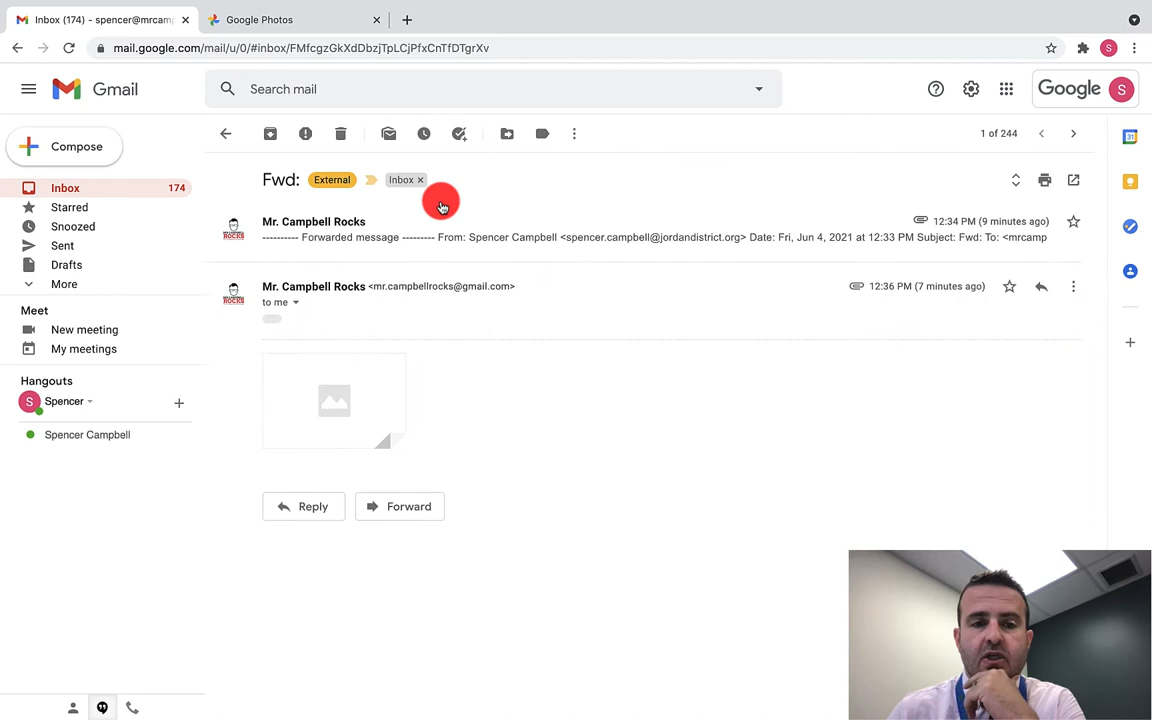 Inbox (174) - spencer@mrcamp
Google Photos
mail.google.com/mail/u/0/#inbox/FMfcgzGkXdDbzjTpLCjPfxCnTfDTgrXv
S
Gmail
Search mail
Google S
Compose
1 of 244
Inbox 174
Starred
Snoozed
Sent
Drafts
More
Meet
New meeting
My meetings
Hangouts
S Spencer
Spencer Campbell
Fwd: External Inbox ×
Mr. Campbell Rocks 12:34 PM (9 minutes ago)
---------- Forwarded message --------- From: Spencer Campbell <spencer.campbell@jordandistrict.org> Date: Fri, Jun 4, 2021 at 12:33 PM Subject: Fwd: To: <mrcamp
Mr. Campbell Rocks <mr.campbellrocks@gmail.com> 12:36 PM (7 minutes ago)
to me
Reply Forward